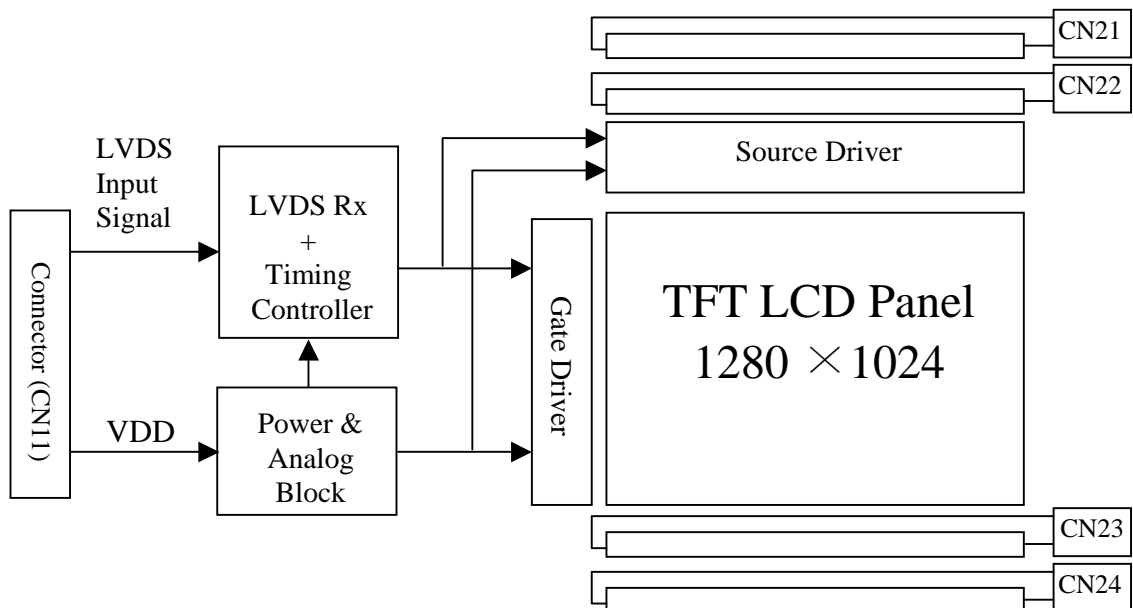 CN21
CN22
LVDS
Input
Signal
Source Driver
LVDS Rx
+
Timing
Controller
Connector (CN11)
Gate Driver
TFT LCD Panel
1280 ×1024
VDD
Power &
Analog
Block
CN23
CN24